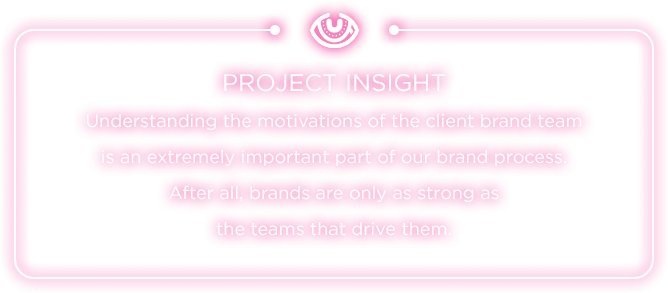 PROJECT INSIGHT
Understanding the motivations of the client brand team
is an extremely important part of our brand process.
After all, brands are only as strong as
the teams that drive them.